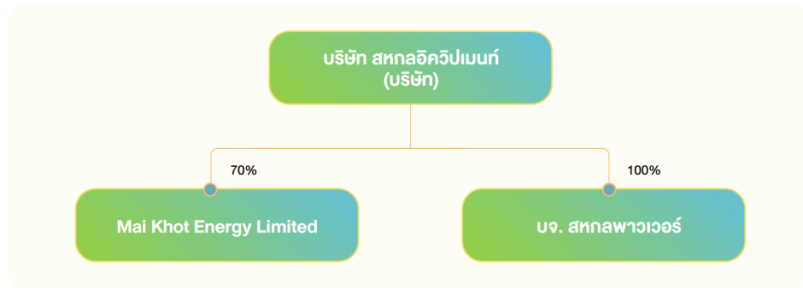 บริษัท สหกลอิควิปเมนท์
(บริษัท)
70%
100%
Mai Khot Energy Limited
บจ. สหกลพาวเวอร์